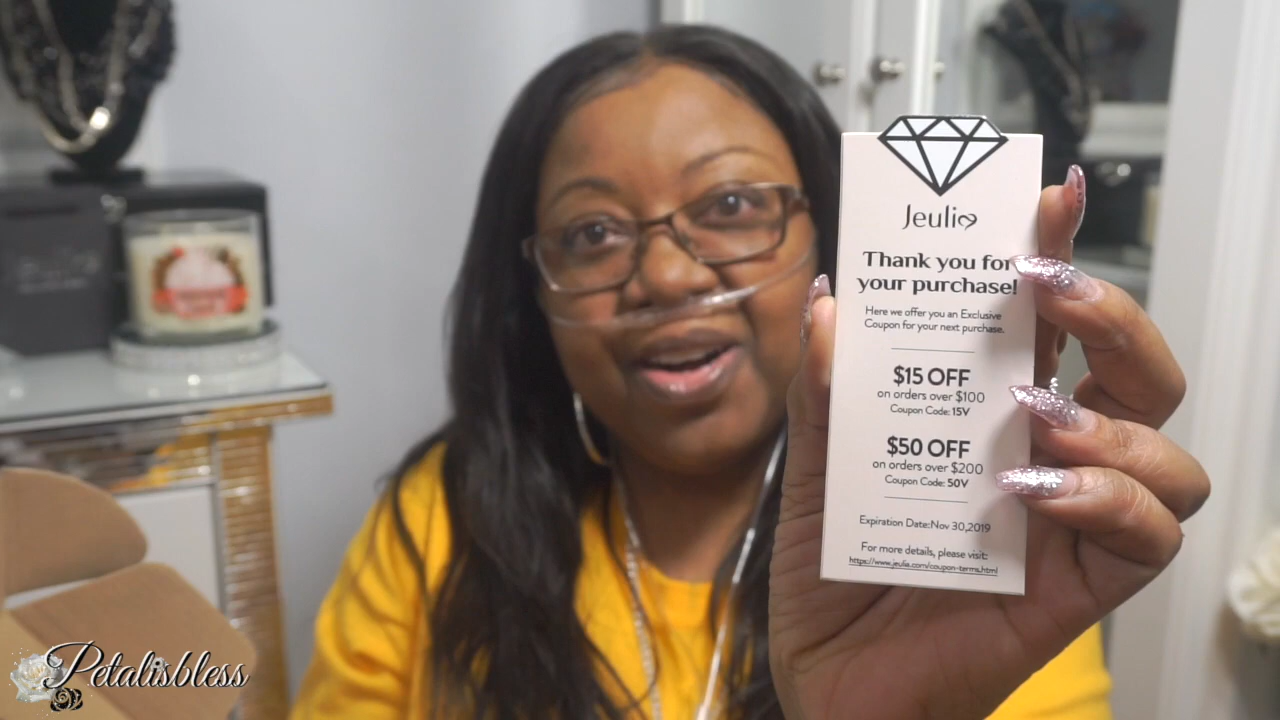 Jeulia
Thank you for
your purchase!
Here we offer you an Exclusive
Coupon for your next purchase.
$15 OFF
on orders over $100
Coupon Code: 15V
$50 OFF
on orders over $200
Coupon Code: 50V
Expiration Date:Nov 30,2019
For more details, please visit:
https://www.jeulia.com/coupon-terms.html
Petalisbless